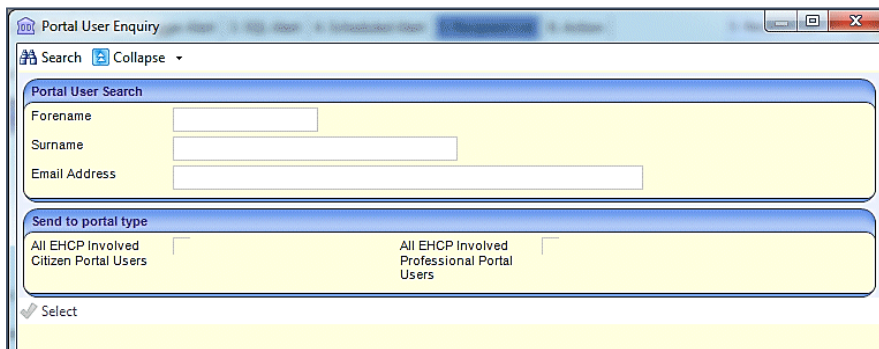 Portal User Enquiry
Search Collapse
Portal User Search
Forename
Surname
Email Address
Send to portal type
All EHCP Involved
Citizen Portal Users
All EHCP Involved
Professional Portal
Users
Select